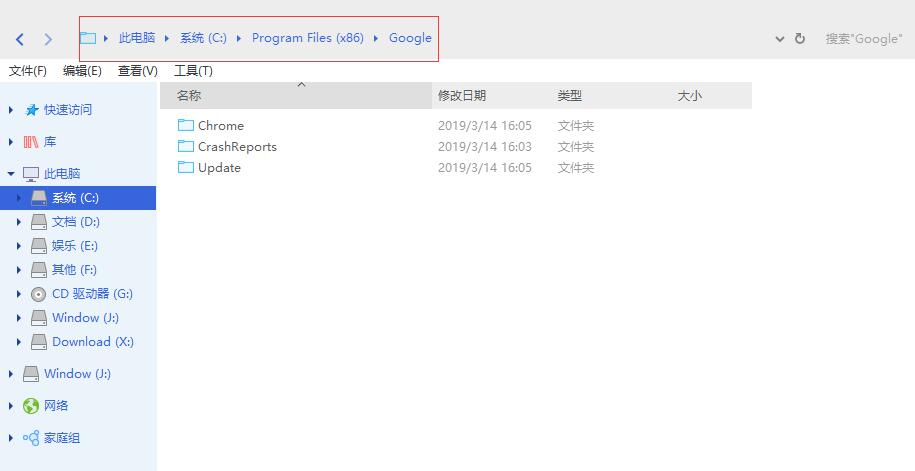 此电脑 系统 (C:) Program Files (x86) Google 搜索"Google"
文件(F) 编辑(E) 查看(V) 工具(T)
名称 修改日期 类型 大小
快速访问
库
此电脑
系统 (C:)
文档 (D:)
娱乐 (E:)
其他 (F:)
CD 驱动器 (G:)
Window (J:)
Download (X:)
Window (J:)
网络
家庭组
Chrome 2019/3/14 16:05 文件夹
CrashReports 2019/3/14 16:03 文件夹
Update 2019/3/14 16:05 文件夹